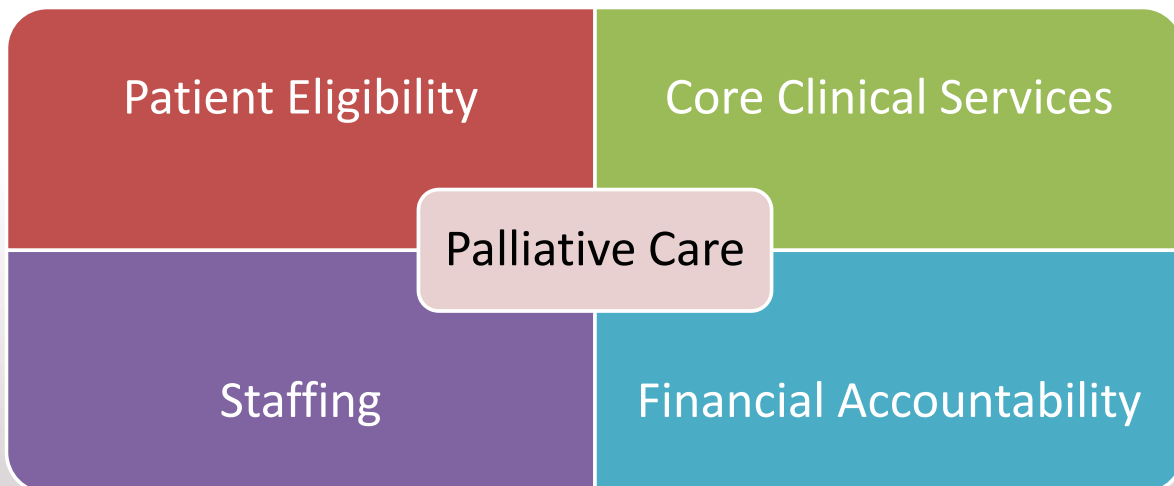 Patient Eligibility
Core Clinical Services
Palliative Care
Staffing
Financial Accountability